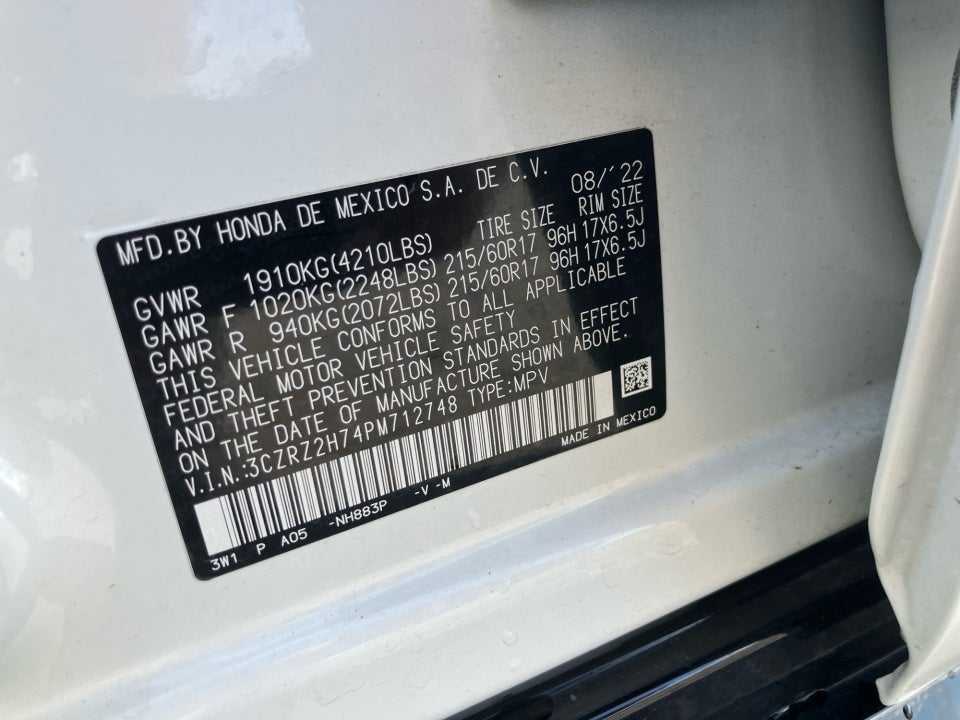 MFD.BY HONDA DE MEXICO S.A. DE C.V.
08/'22
GVWR 1910KG(4210LBS) TIRE SIZE RIM SIZE
GAWR F 1020KG(2248LBS) 215/60R17 96H 17X6.5J
GAWR R 940KG(2072LBS) 215/60R17 96H 17X6.5J
THIS VEHICLE CONFORMS TO ALL APPLICABLE
FEDERAL MOTOR VEHICLE SAFETY
AND THEFT PREVENTION STANDARDS IN EFFECT
ON THE DATE OF MANUFACTURE SHOWN ABOVE.
V.I.N.:3CZRZ2H74PM712748 TYPE:MPV
MADE IN MEXICO
3W1 P A05 -NH883P -V -M